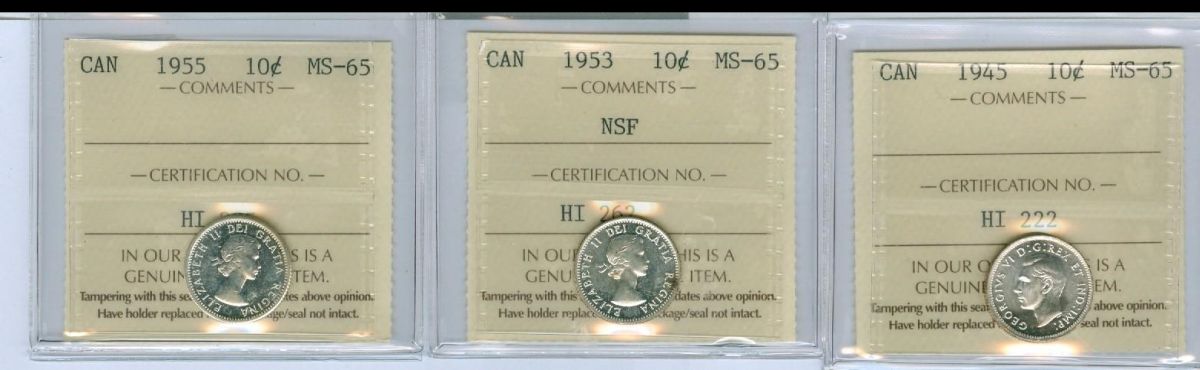 CAN 1955 10¢ MS-65
— COMMENTS —
— CERTIFICATION NO. —
HI
IN OUR S IS A
GENUIN TEM.
Tampering with this above opinion.
Have holder replaced /seal not intact.
ELIZABETH II DEI GRATIA REGINA
CAN 1953 10¢ MS-65
— COMMENTS —
NSF
— CERTIFICATION NO. —
HI 262
IN OUR HIS IS A
GENU ITEM.
Tampering with this dates above opinion.
Have holder replaced /seal not intact.
ELIZABETH II DEI GRATIA REGINA
CAN 1945 10¢ MS-65
— COMMENTS —
— CERTIFICATION NO. —
HI 222
IN OUR O IS A
GENUINE EM.
Tampering with this seal above opinion.
Have holder replaced seal not intact.
GEORGIVS VI D:G:REX ET IND:IMP: